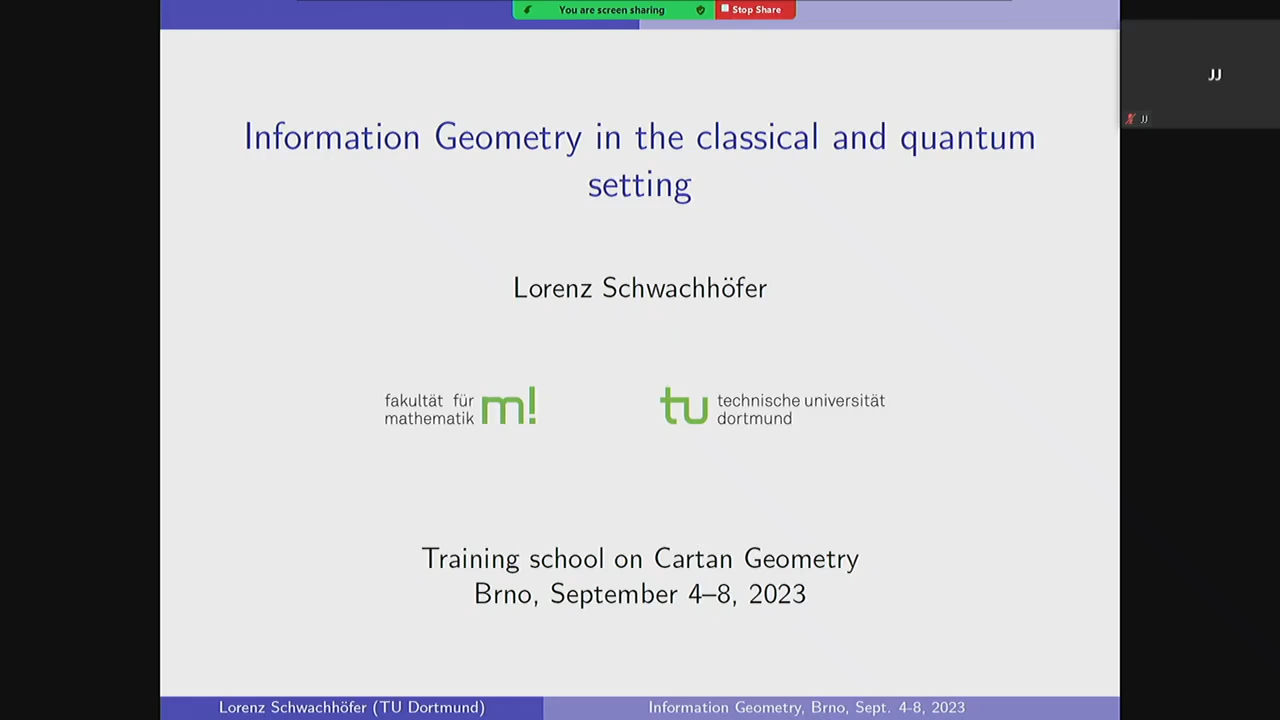 You are screen sharing Stop Share
JJ
JJ
Information Geometry in the classical and quantum
setting
Lorenz Schwachhöfer
fakultät für
mathematik m!
tu technische universität
dortmund
Training school on Cartan Geometry
Brno, September 4–8, 2023
Lorenz Schwachhöfer (TU Dortmund) Information Geometry, Brno, Sept. 4-8, 2023